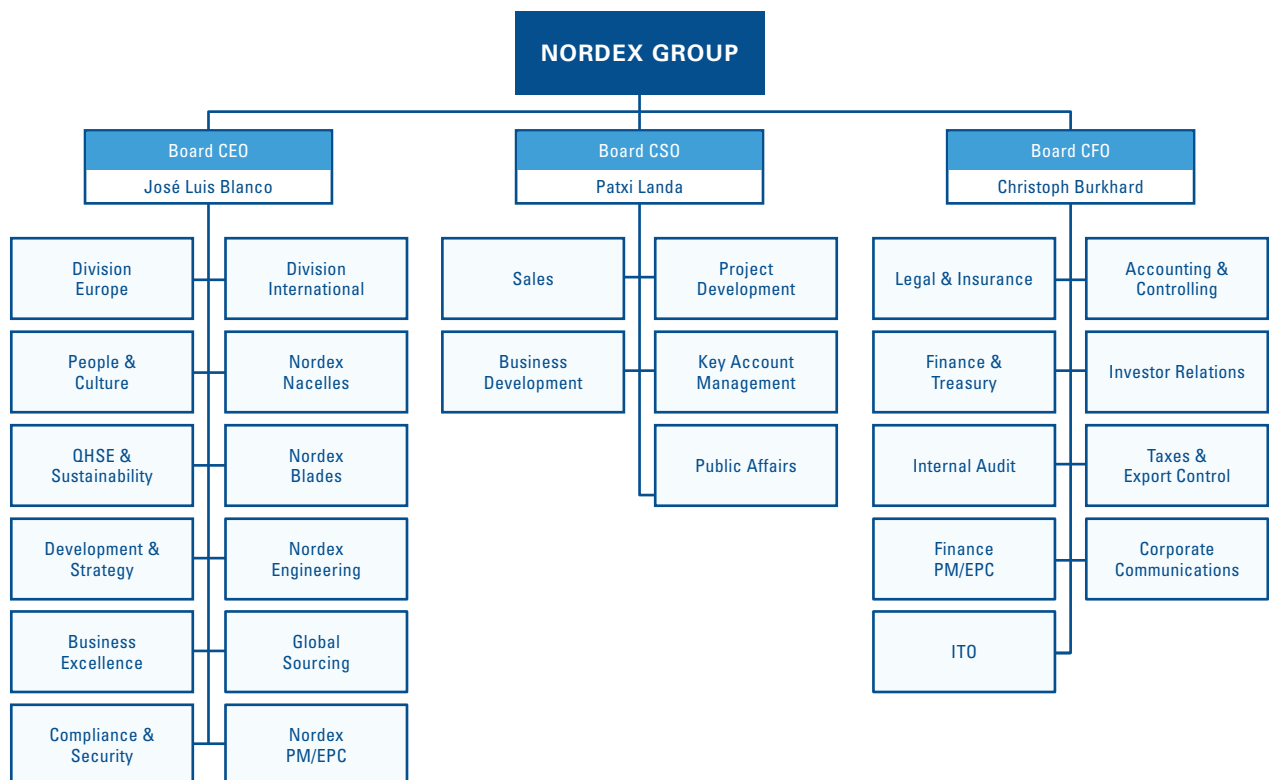 NORDEX GROUP
Board CEO
José Luis Blanco
Board CSO
Patxi Landa
Board CFO
Christoph Burkhard
Division
Europe
Division
International
People &
Culture
Nordex
Nacelles
QHSE &
Sustainability
Nordex
Blades
Development &
Strategy
Nordex
Engineering
Business
Excellence
Global
Sourcing
Compliance &
Security
Nordex
PM/EPC
Sales
Project
Development
Business
Development
Key Account
Management
Public Affairs
Legal & Insurance
Accounting &
Controlling
Finance &
Treasury
Investor Relations
Internal Audit
Taxes &
Export Control
Finance
PM/EPC
Corporate
Communications
ITO